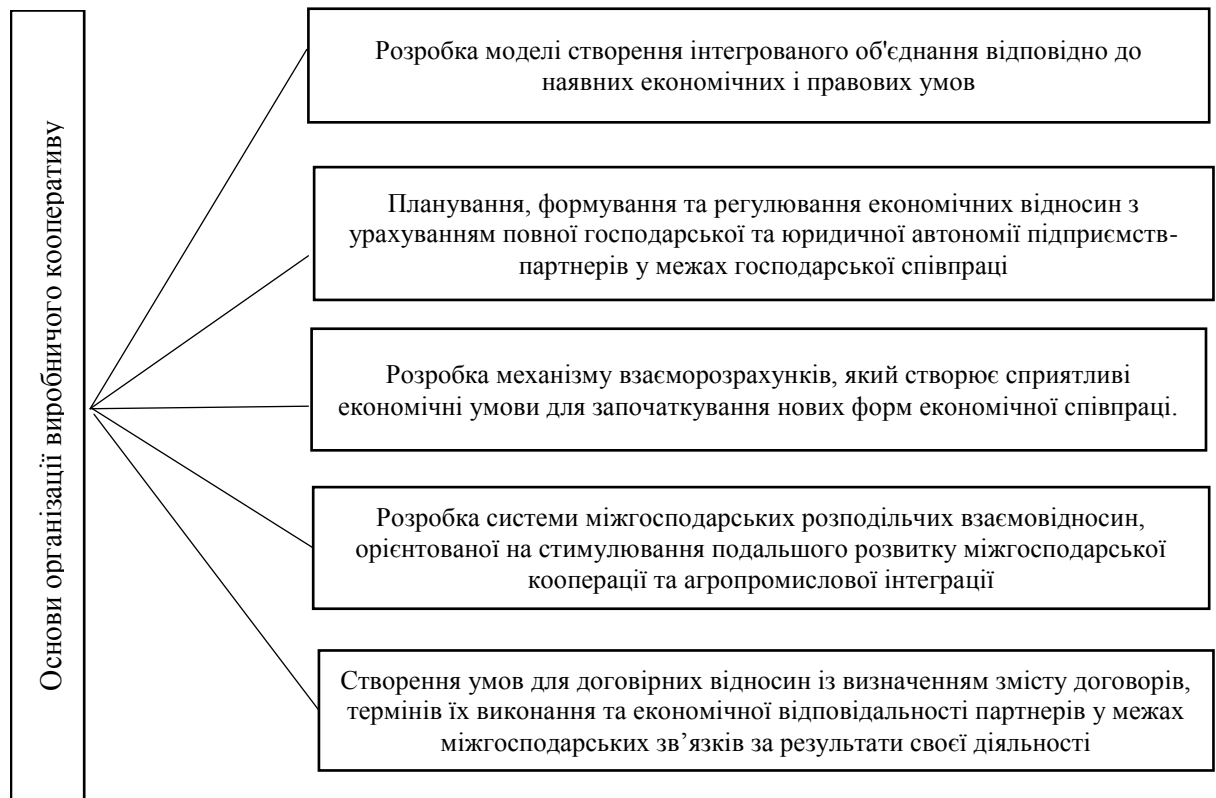 Основи організації виробничого кооперативу
Розробка моделі створення інтегрованого об'єднання відповідно до
наявних економічних і правових умов
Планування, формування та регулювання економічних відносин з
урахуванням повної господарської та юридичної автономії підприємств-
партнерів у межах господарської співпраці
Розробка механізму взаєморозрахунків, який створює сприятливі
економічні умови для започаткування нових форм економічної співпраці.
Розробка системи міжгосподарських розподільчих взаємовідносин,
орієнтованої на стимулювання подальшого розвитку міжгосподарської
кооперації та агропромислової інтеграції
Створення умов для договірних відносин із визначенням змісту договорів,
термінів їх виконання та економічної відповідальності партнерів у межах
міжгосподарських зв’язків за результати своєї діяльності